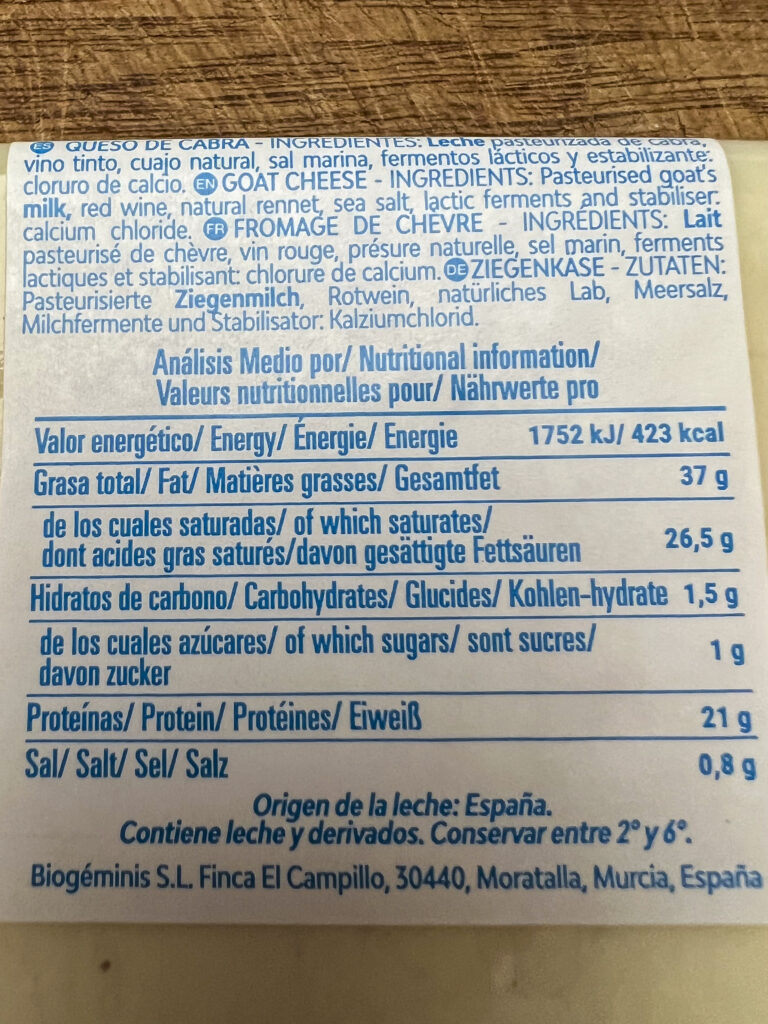 ES QUESO DE CABRA - INGREDIENTES: Leche pasteurizada de cabra,
vino tinto, cuajo natural, sal marina, fermentos lácticos y estabilizante:
cloruro de calcio. EN GOAT CHEESE - INGREDIENTS: Pasteurised goat's
milk, red wine, natural rennet, sea salt, lactic ferments and stabiliser:
calcium chloride. FR FROMAGE DE CHÈVRE - INGRÉDIENTS: Lait
pasteurisé de chèvre, vin rouge, présure naturelle, sel marin, ferments
lactiques et stabilisant: chlorure de calcium. DE ZIEGENKASE - ZUTATEN:
Pasteurisierte Ziegenmilch, Rotwein, natürliches Lab, Meersalz,
Milchfermente und Stabilisator: Kalziumchlorid.
Análisis Medio por/ Nutritional information/
Valeurs nutritionnelles pour/ Nährwerte pro
Valor energético/ Energy/ Énergie/ Energie 1752 kJ/ 423 kcal
Grasa total/ Fat/ Matières grasses/ Gesamtfet 37 g
de los cuales saturadas/ of which saturates/
dont acides gras saturés/davon gesättigte Fettsäuren 26,5 g
Hidratos de carbono/ Carbohydrates/ Glucides/ Kohlen-hydrate 1,5 g
de los cuales azúcares/ of which sugars/ sont sucres/
davon zucker 1 g
Proteínas/ Protein/ Protéines/ Eiweiß 21 g
Sal/ Salt/ Sel/ Salz 0,8 g
Origen de la leche: España.
Contiene leche y derivados. Conservar entre 2º y 6º.
Biogéminis S.L. Finca El Campillo, 30440, Moratalla, Murcia, España